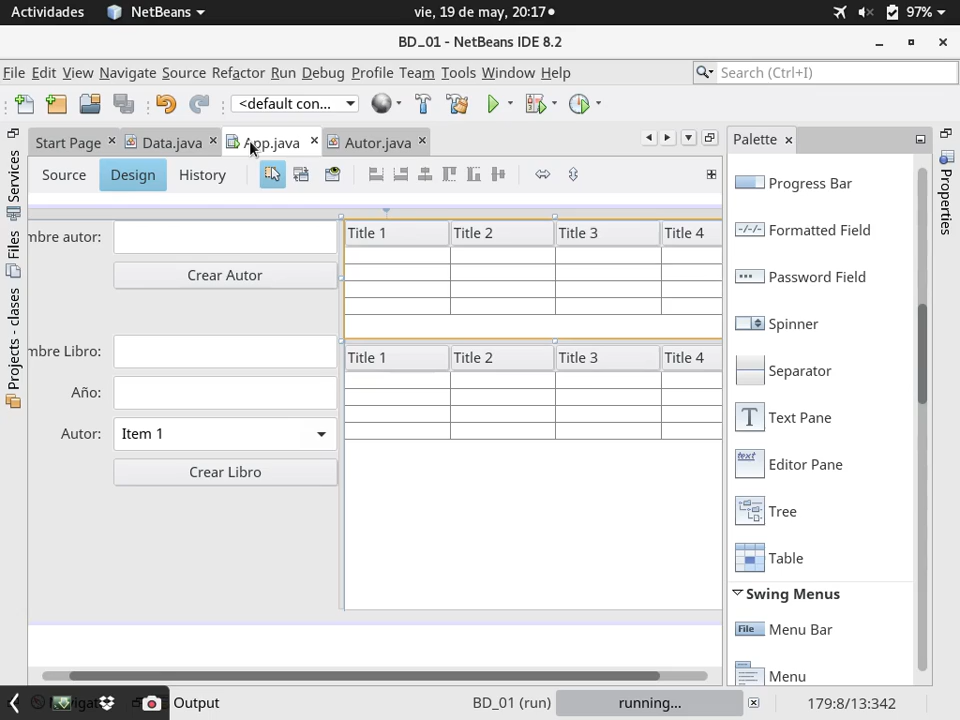 Actividades NetBeans vie, 19 de may, 20:17 97%
BD_01 - NetBeans IDE 8.2
File Edit View Navigate Source Refactor Run Debug Profile Team Tools Window Help Search (Ctrl+I)
<default con...
Start Page Data.java App.java Autor.java Palette
Source Design History
Services
Files
Projects - clases
Properties
mbre autor:
Crear Autor
mbre Libro:
Año:
Autor: Item 1
Crear Libro
Title 1 Title 2 Title 3 Title 4
Title 1 Title 2 Title 3 Title 4
Progress Bar
Formatted Field
Password Field
Spinner
Separator
Text Pane
Editor Pane
Tree
Table
Swing Menus
Menu Bar
Menu
Output BD_01 (run) running... 179:8/13:342